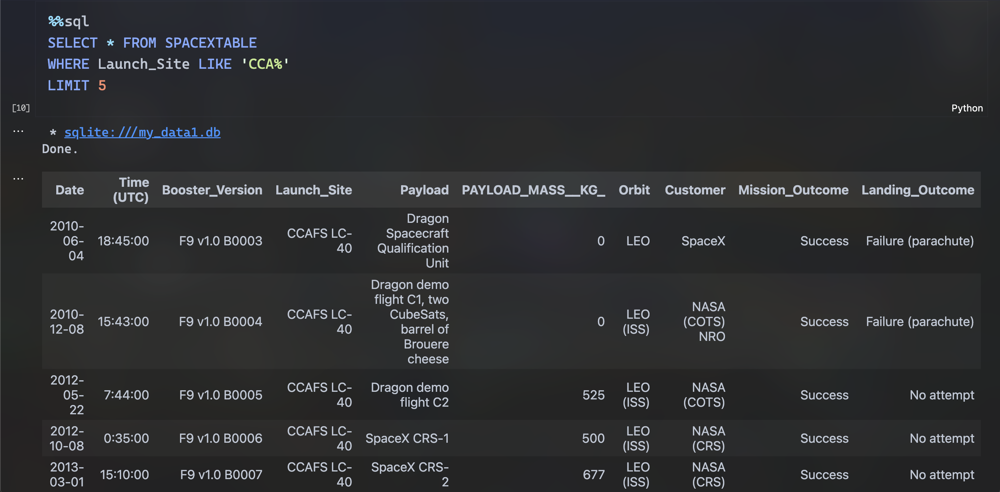 %%sql
SELECT * FROM SPACEXTABLE
WHERE Launch_Site LIKE 'CCA%'
LIMIT 5
[10]
Python
...
* sqlite:///my_data1.db
Done.
...
Date Time (UTC) Booster_Version Launch_Site Payload PAYLOAD_MASS__KG_ Orbit Customer Mission_Outcome Landing_Outcome
2010-06-04 18:45:00 F9 v1.0 B0003 CCAFS LC-40 Dragon Spacecraft Qualification Unit 0 LEO SpaceX Success Failure (parachute)
2010-12-08 15:43:00 F9 v1.0 B0004 CCAFS LC-40 Dragon demo flight C1, two CubeSats, barrel of Brouere cheese 0 LEO (ISS) NASA (COTS) NRO Success Failure (parachute)
2012-05-22 7:44:00 F9 v1.0 B0005 CCAFS LC-40 Dragon demo flight C2 525 LEO (ISS) NASA (COTS) Success No attempt
2012-10-08 0:35:00 F9 v1.0 B0006 CCAFS LC-40 SpaceX CRS-1 500 LEO (ISS) NASA (CRS) Success No attempt
2013-03-01 15:10:00 F9 v1.0 B0007 CCAFS LC-40 SpaceX CRS-2 677 LEO (ISS) NASA (CRS) Success No attempt